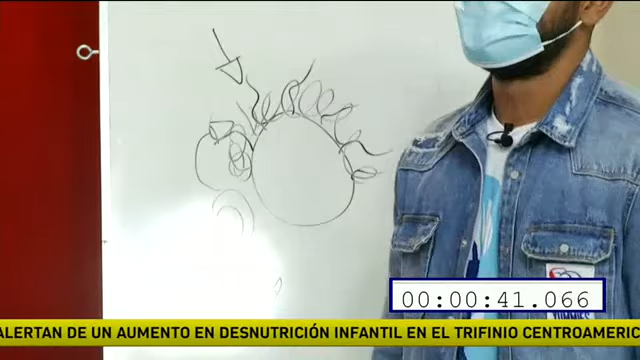 00:00:41.066
ALERTAN DE UN AUMENTO EN DESNUTRICIÓN INFANTIL EN EL TRIFINIO CENTROAMERIC